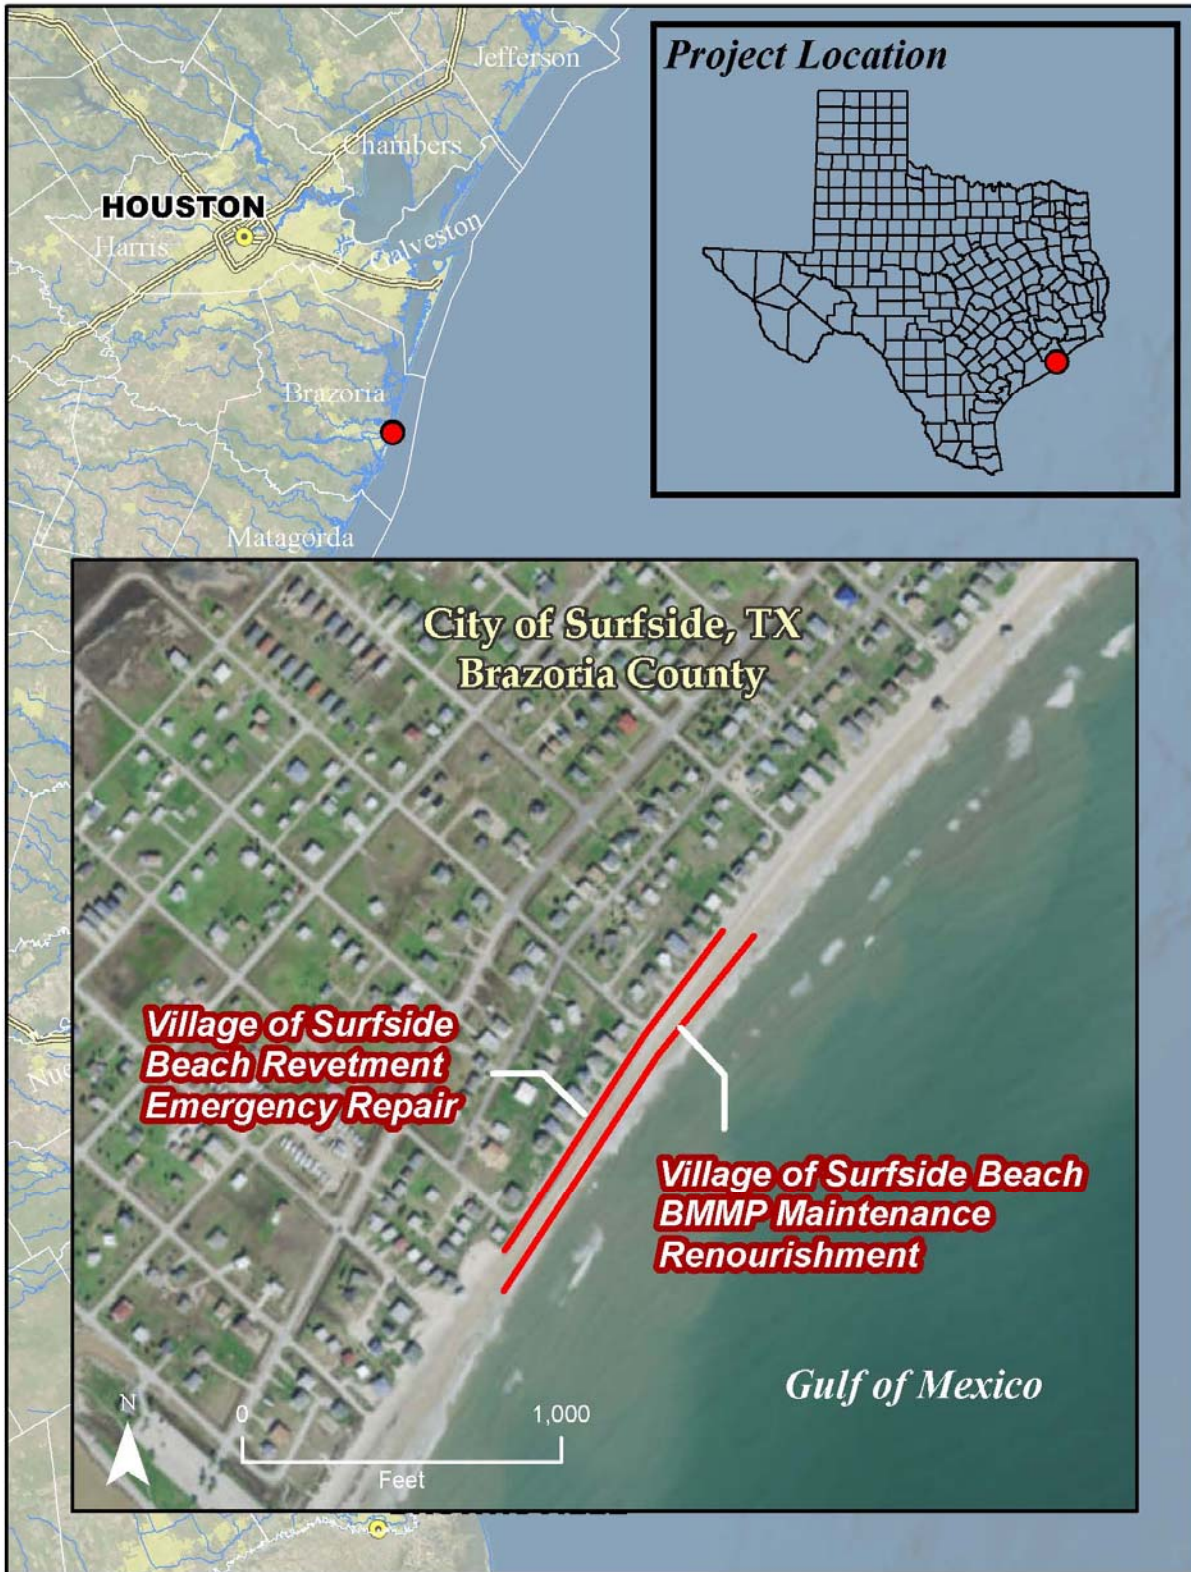 Jefferson
Project Location
Chambers
HOUSTON
Harris
Galveston
Brazoria
Matagorda
City of Surfside, TX
Brazoria County
Village of Surfside
Beach Revetment
Emergency Repair
Village of Surfside Beach
BMMP Maintenance
Renourishment
Gulf of Mexico
N
0 1,000
Feet